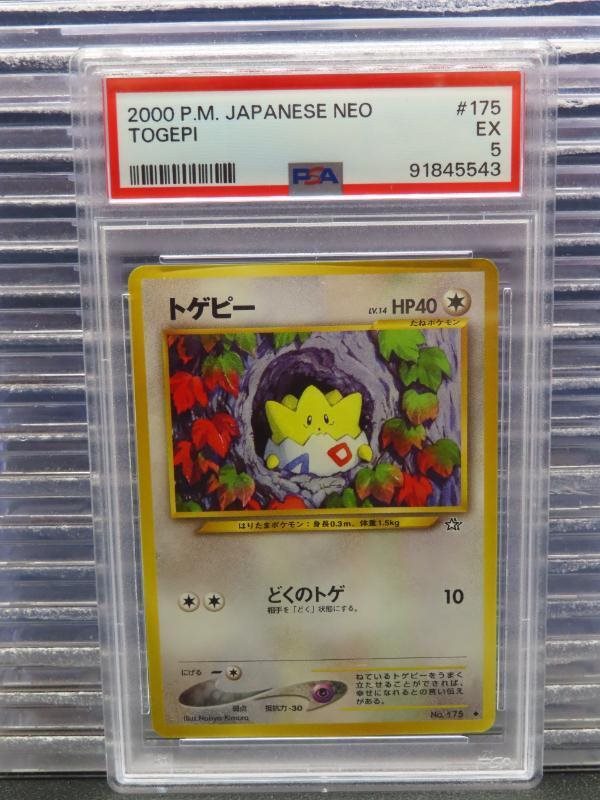 2000 P.M. JAPANESE NEO #175
TOGEPI EX
5
PSA 91845543
トゲピー LV.14 HP40
たねポケモン
はりたまポケモン：身長0.3m、体重1.5kg
どくのトゲ 10
相手を「どく」状態にする。
にげる
弱点 抵抗力 -30
Illus. Naoyo Kimura
ねているトゲピーをうまく
立たせることができれば、
幸せになれるとの言い伝え
がある。
No. 175